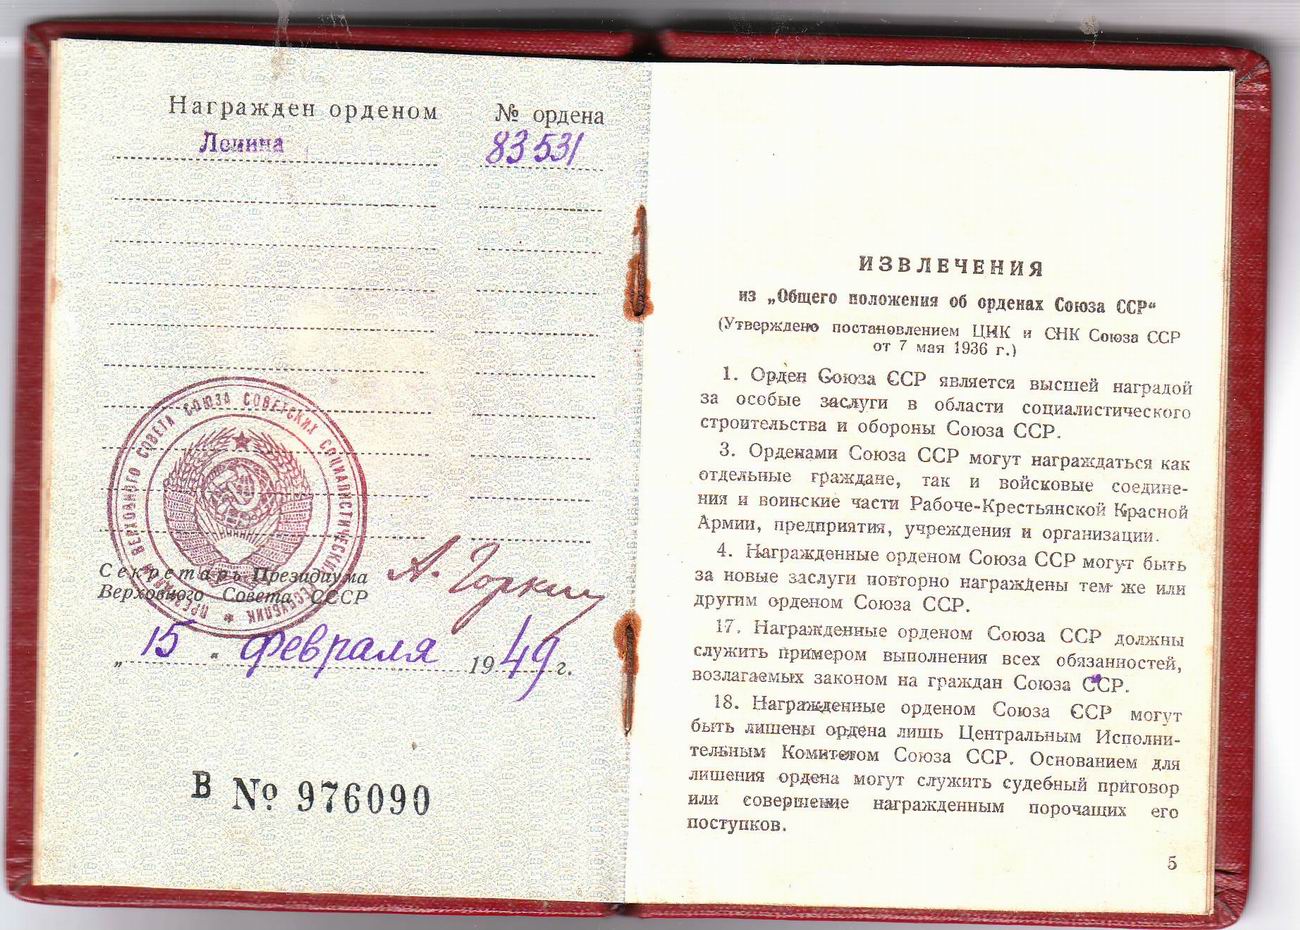 Награжден орденом
№ ордена
Ленина
83531
ПРЕЗИДИУМ ВЕРХОВНОГО СОВЕТА СОЮЗА СОВЕТСКИХ СОЦИАЛИСТИЧЕСКИХ РЕСПУБЛИК
Секретарь Президиума
Верховного Совета СССР
А. Горкин
„15 " февраля 1949 г.
В № 976090
ИЗВЛЕЧЕНИЯ
из „Общего положения об орденах Союза ССР"
(Утверждено постановлением ЦИК и СНК Союза ССР
от 7 мая 1936 г.)
1. Орден Союза ССР является высшей наградой
за особые заслуги в области социалистического
строительства и обороны Союза ССР.
3. Орденами Союза ССР могут награждаться как
отдельные граждане, так и войсковые соедине-
ния и воинские части Рабоче-Крестьянской Красной
Армии, предприятия, учреждения и организации.
4. Награжденные орденом Союза ССР могут быть
за новые заслуги повторно награждены тем же или
другим орденом Союза ССР.
17. Награжденные орденом Союза ССР должны
служить примером выполнения всех обязанностей,
возлагаемых законом на граждан Союза ССР.
18. Награжденные орденом Союза ССР могут
быть лишены ордена лишь Центральным Исполни-
тельным Комитетом Союза ССР. Основанием для
лишения ордена могут служить судебный приговор
или совершение награжденным порочащих его
поступков.
5